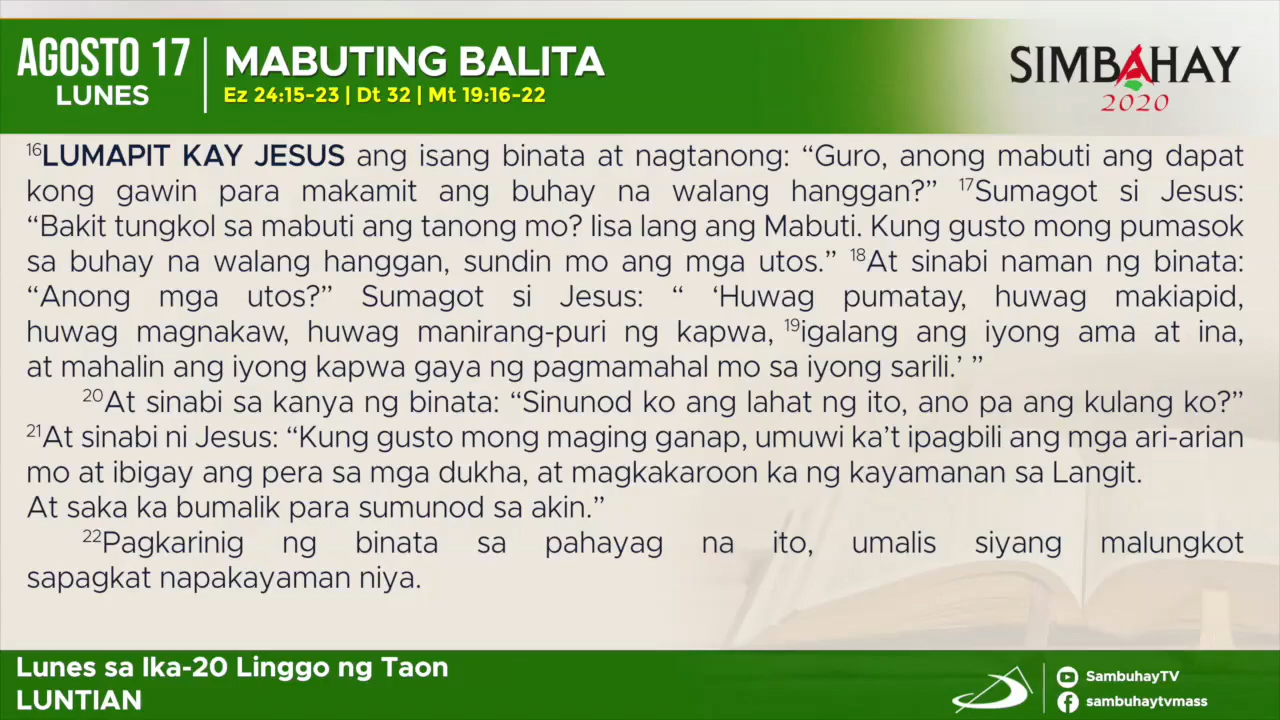 AGOSTO 17
LUNES
MABUTING BALITA
Ez 24:15-23 | Dt 32 | Mt 19:16-22
SIMBAHAY
2020
16LUMAPIT KAY JESUS ang isang binata at nagtanong: “Guro, anong mabuti ang dapat
kong gawin para makamit ang buhay na walang hanggan?” 17Sumagot si Jesus:
“Bakit tungkol sa mabuti ang tanong mo? Iisa lang ang Mabuti. Kung gusto mong pumasok
sa buhay na walang hanggan, sundin mo ang mga utos.” 18At sinabi naman ng binata:
“Anong mga utos?” Sumagot si Jesus: “ ‘Huwag pumatay, huwag makiapid,
huwag magnakaw, huwag manirang-puri ng kapwa, 19igalang ang iyong ama at ina,
at mahalin ang iyong kapwa gaya ng pagmamahal mo sa iyong sarili.’ ”
20At sinabi sa kanya ng binata: “Sinunod ko ang lahat ng ito, ano pa ang kulang ko?”
21At sinabi ni Jesus: “Kung gusto mong maging ganap, umuwi ka’t ipagbili ang mga ari-arian
mo at ibigay ang pera sa mga dukha, at magkakaroon ka ng kayamanan sa Langit.
At saka ka bumalik para sumunod sa akin.”
22Pagkarinig ng binata sa pahayag na ito, umalis siyang malungkot
sapagkat napakayaman niya.
Lunes sa Ika-20 Linggo ng Taon
LUNTIAN
SambuhayTV
sambuhaytvmass